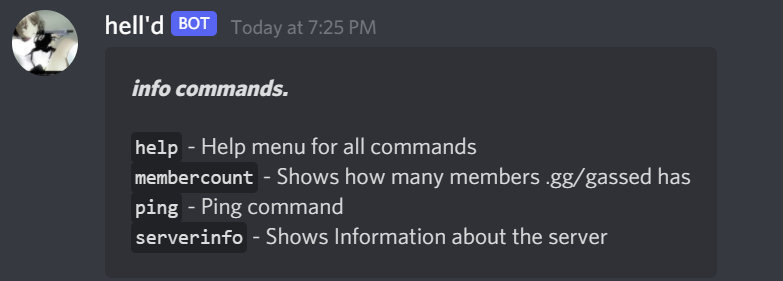 hell'd BOT Today at 7:25 PM
info commands.
help - Help menu for all commands
membercount - Shows how many members .gg/gassed has
ping - Ping command
serverinfo - Shows Information about the server